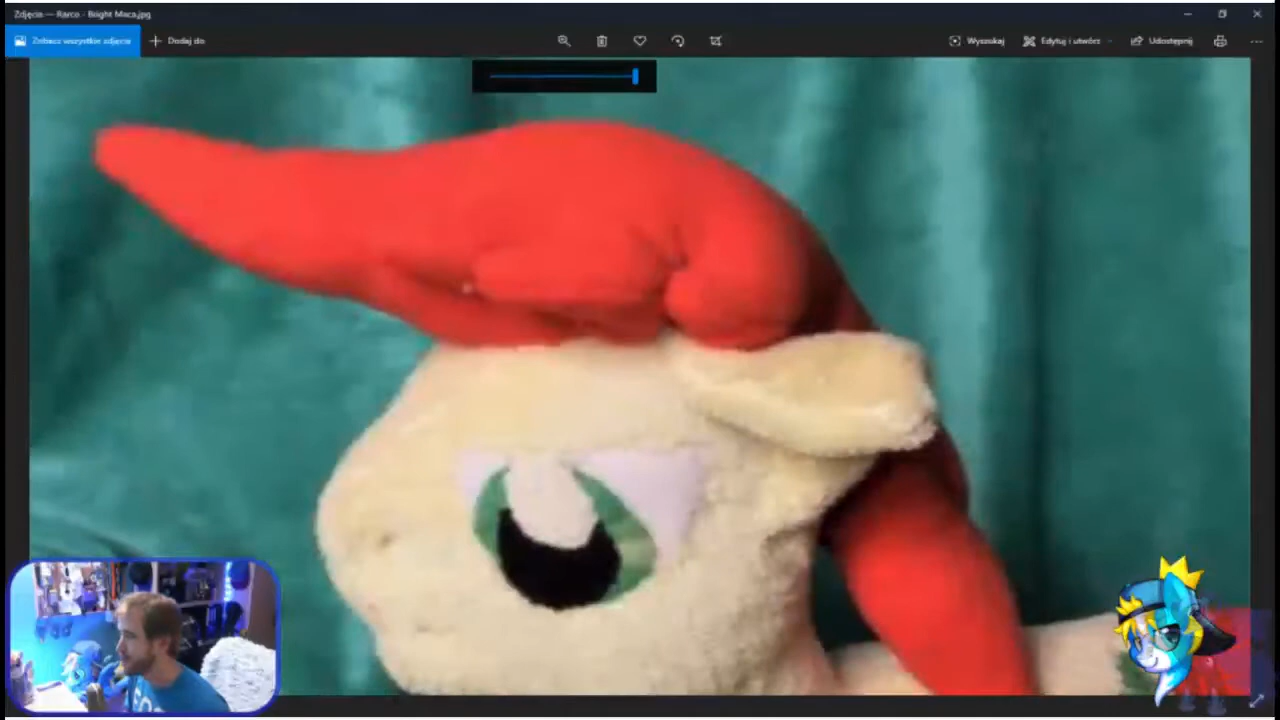 Zdjęcia — Rarco - Bright Maca.jpg
Zobacz wszystkie zdjęcia
Dodaj do
Wyszukaj
Edytuj i utwórz
Udostępnij